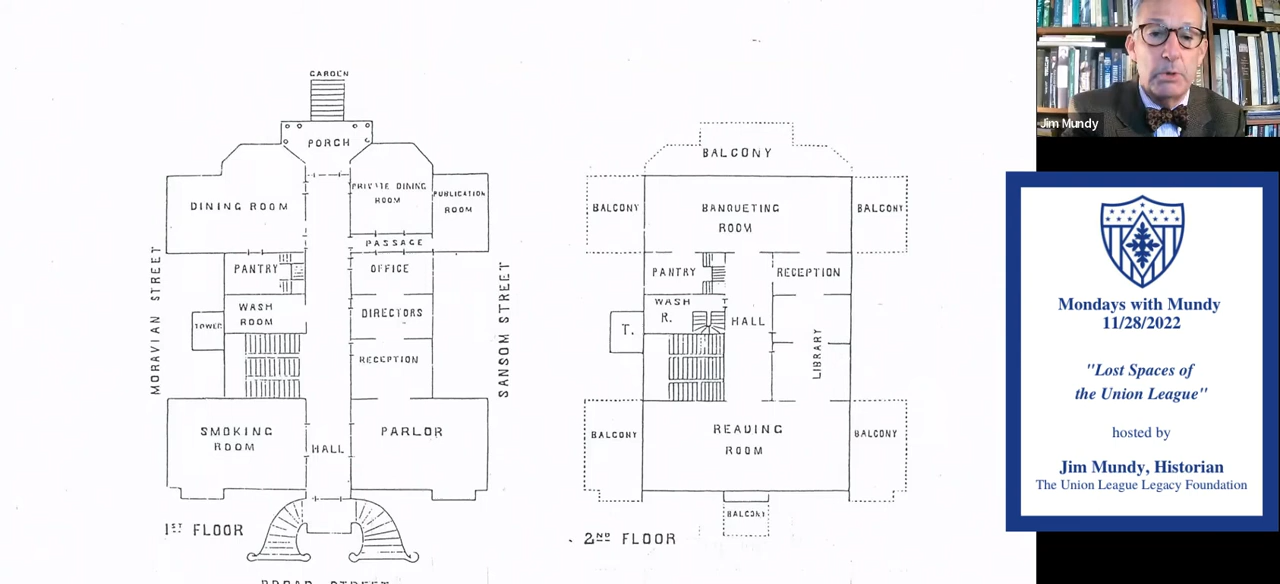 GARDEN
PORCH
DINING ROOM
PRIVATE DINING
ROOM
PUBLICATION
ROOM
PASSAGE
PANTRY
OFFICE
WASH
ROOM
TOWER
DIRECTORS
RECEPTION
SMOKING
ROOM
PARLOR
HALL
MORAVIAN STREET
SANSOM STREET
1ST FLOOR
BROAD STREET
BALCONY
BALCONY
BANQUETING
ROOM
BALCONY
PANTRY
RECEPTION
WASH
R.
T.
HALL
LIBRARY
BALCONY
READING
ROOM
BALCONY
BALCONY
2ND FLOOR
Jim Mundy
Mondays with Mundy
11/28/2022
"Lost Spaces of
the Union League"
hosted by
Jim Mundy, Historian
The Union League Legacy Foundation